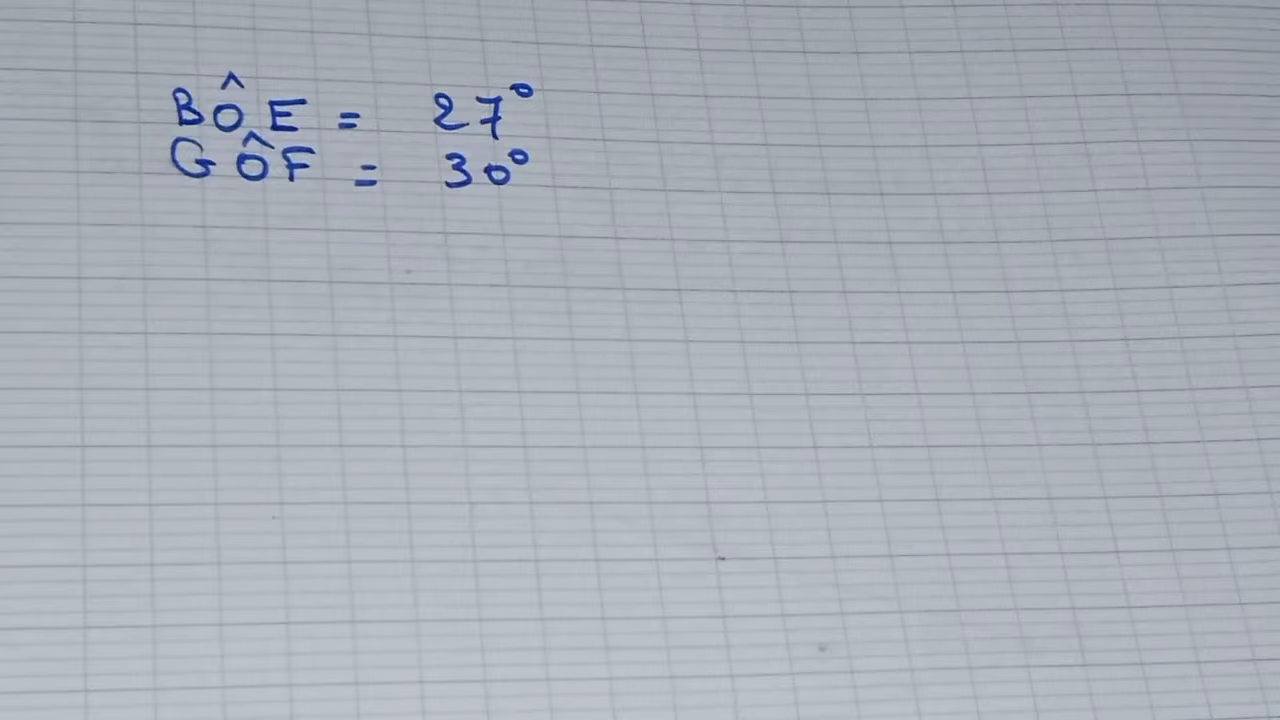 BÔE = 27°
GÔF = 30°